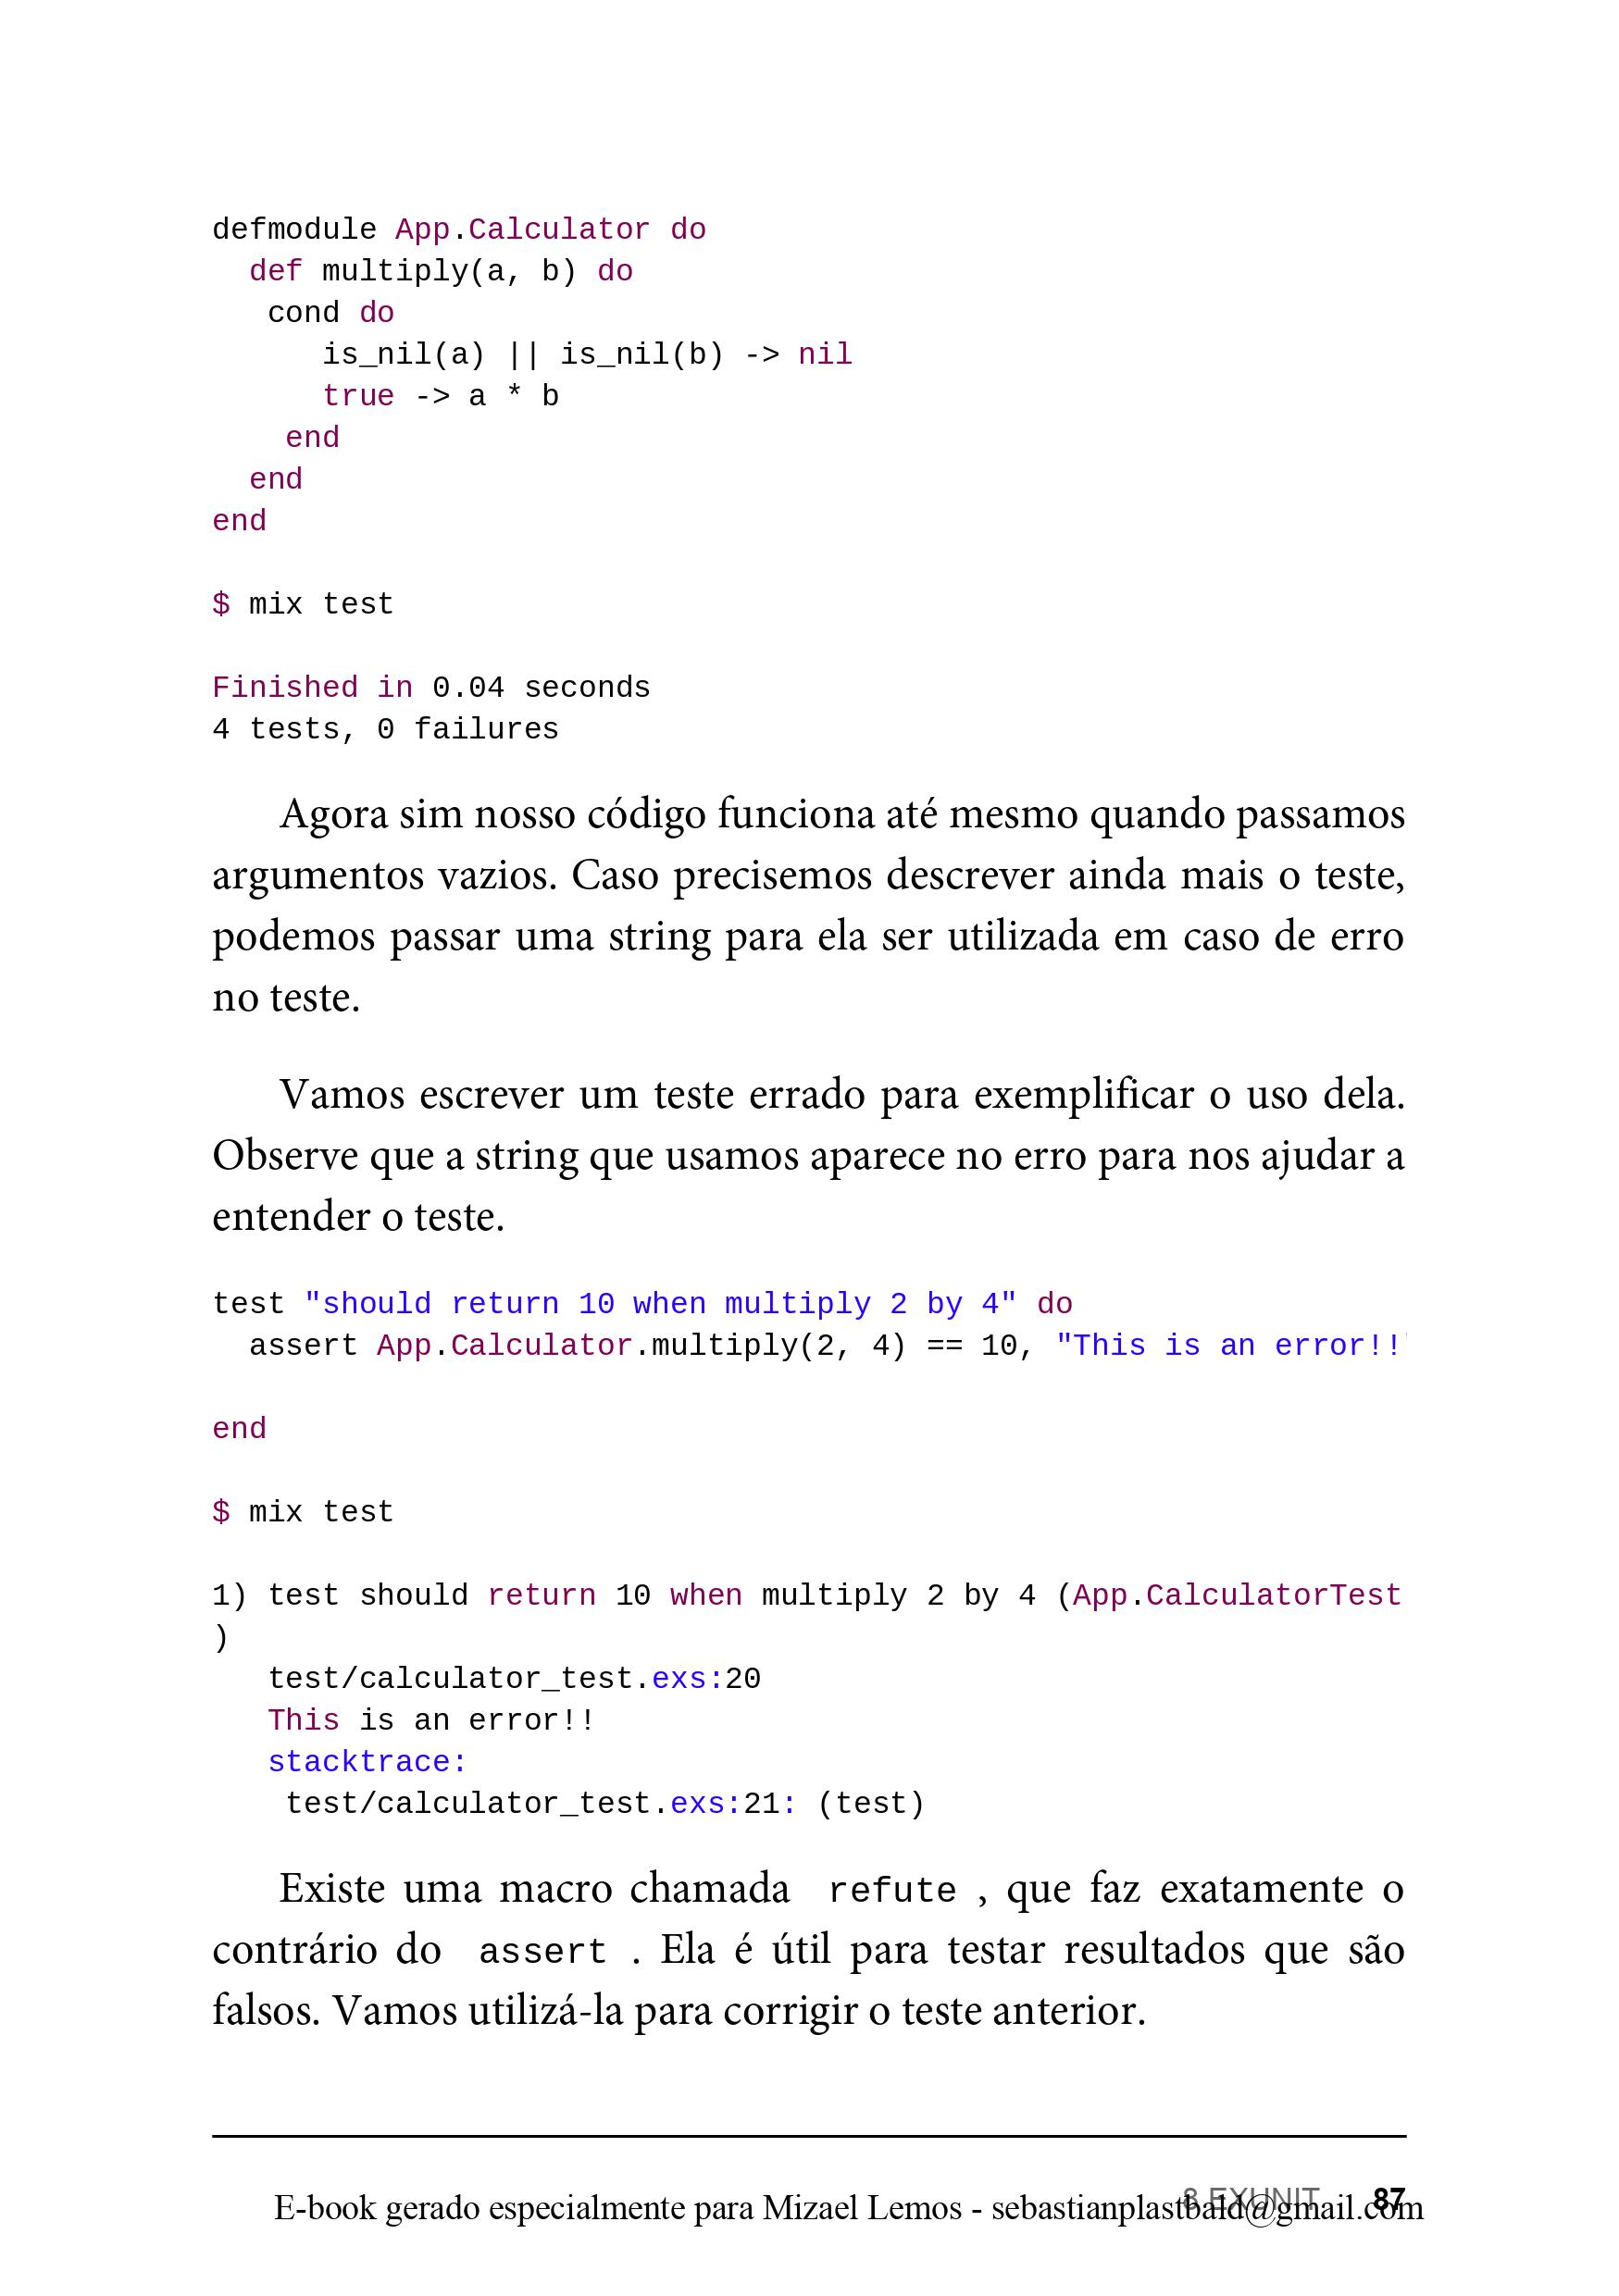 defmodule App.Calculator do
  def multiply(a, b) do
   cond do
      is_nil(a) || is_nil(b) -> nil
      true -> a * b
    end
  end
end

$ mix test

Finished in 0.04 seconds
4 tests, 0 failures

Agora sim nosso código funciona até mesmo quando passamos
argumentos vazios. Caso precisemos descrever ainda mais o teste,
podemos passar uma string para ela ser utilizada em caso de erro
no teste.

Vamos escrever um teste errado para exemplificar o uso dela.
Observe que a string que usamos aparece no erro para nos ajudar a
entender o teste.

test "should return 10 when multiply 2 by 4" do
  assert App.Calculator.multiply(2, 4) == 10, "This is an error!!"

end

$ mix test

1) test should return 10 when multiply 2 by 4 (App.CalculatorTest
)
   test/calculator_test.exs:20
   This is an error!!
   stacktrace:
    test/calculator_test.exs:21: (test)

Existe uma macro chamada refute , que faz exatamente o
contrário do assert . Ela é útil para testar resultados que são
falsos. Vamos utilizá-la para corrigir o teste anterior.

8 EXUNIT 87
E-book gerado especialmente para Mizael Lemos - sebastianplastbald@gmail.com